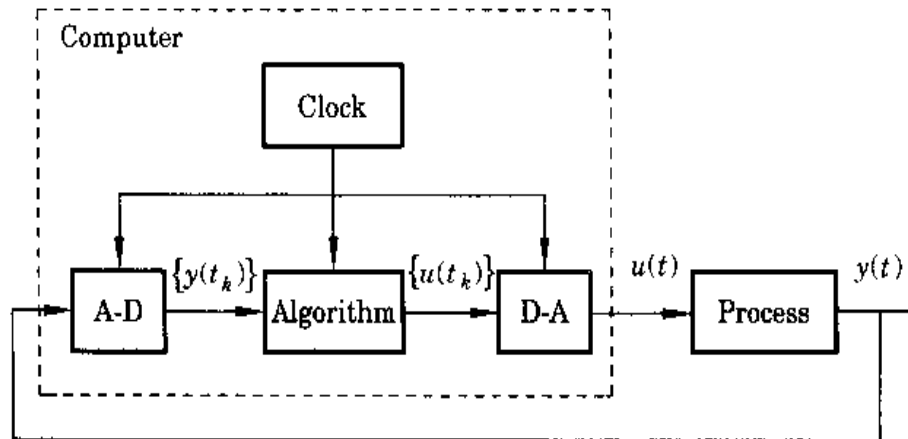 Computer
Clock
{y(t_k)}
{u(t_k)}
u(t)
y(t)
A-D
Algorithm
D-A
Process